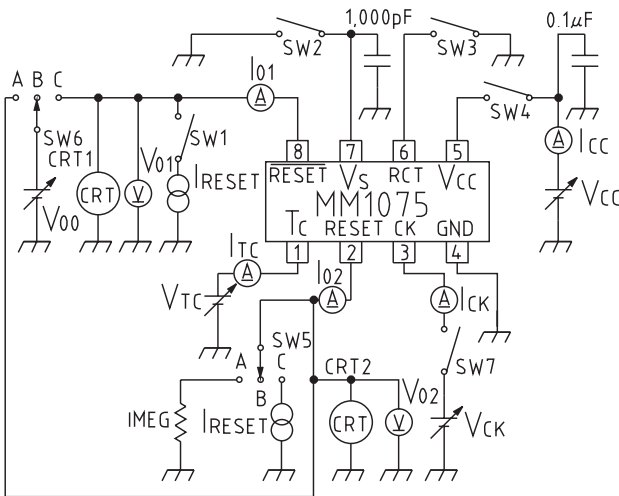 1,000pF
0.1µF
SW2
SW3
SW4
A B C
I01
A
A
ICC
SW6
SW1
8 7 6 5
CRT1
V01
IRESET
RESET VS RCT VCC
VCC
CRT
V
MM1075
V00
TC RESET CK GND
ITC
1 2 3 4
A
I02
A
A
ICK
VTC
SW5
A C
B
CRT2
SW7
V02
1MEG
IRESET
CRT
V
VCK